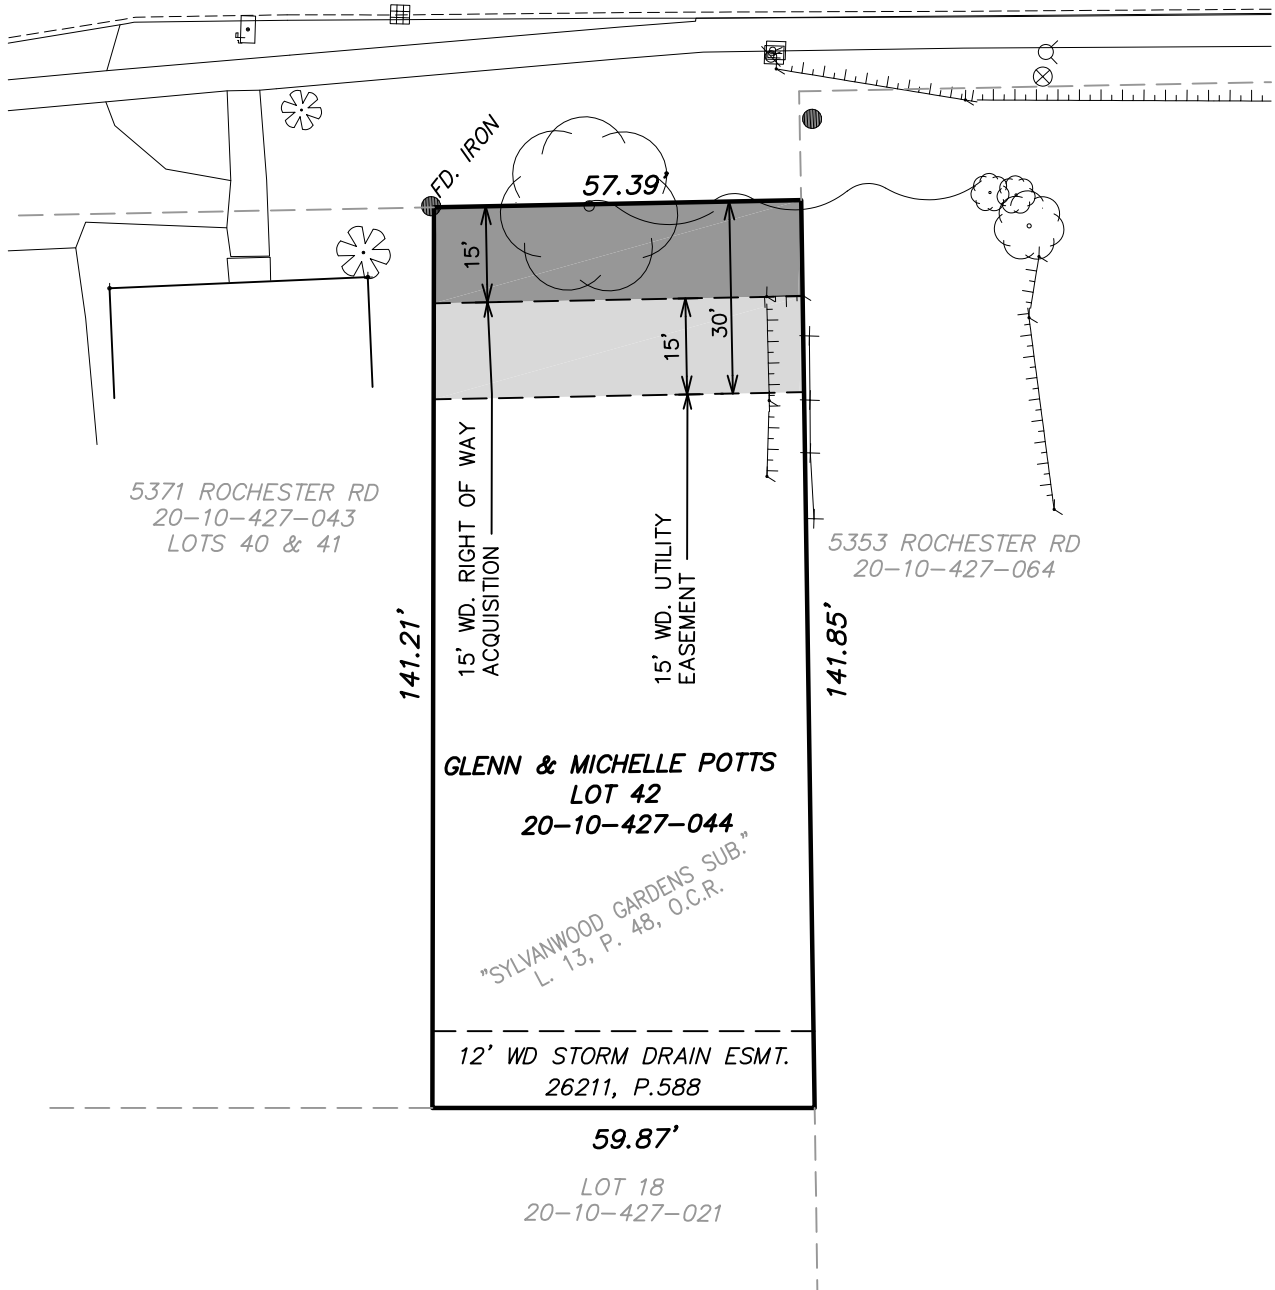 FD. IRON
57.39'
15'
15'
30'
15' WD. RIGHT OF WAY
ACQUISITION
15' WD. UTILITY
EASEMENT
5371 ROCHESTER RD
20-10-427-043
LOTS 40 & 41
5353 ROCHESTER RD
20-10-427-064
141.21'
141.85'
GLENN & MICHELLE POTTS
LOT 42
20-10-427-044
"SYLVANWOOD GARDENS SUB."
L. 13, P. 48, O.C.R.
12' WD STORM DRAIN ESMT.
26211, P.588
59.87'
LOT 18
20-10-427-021